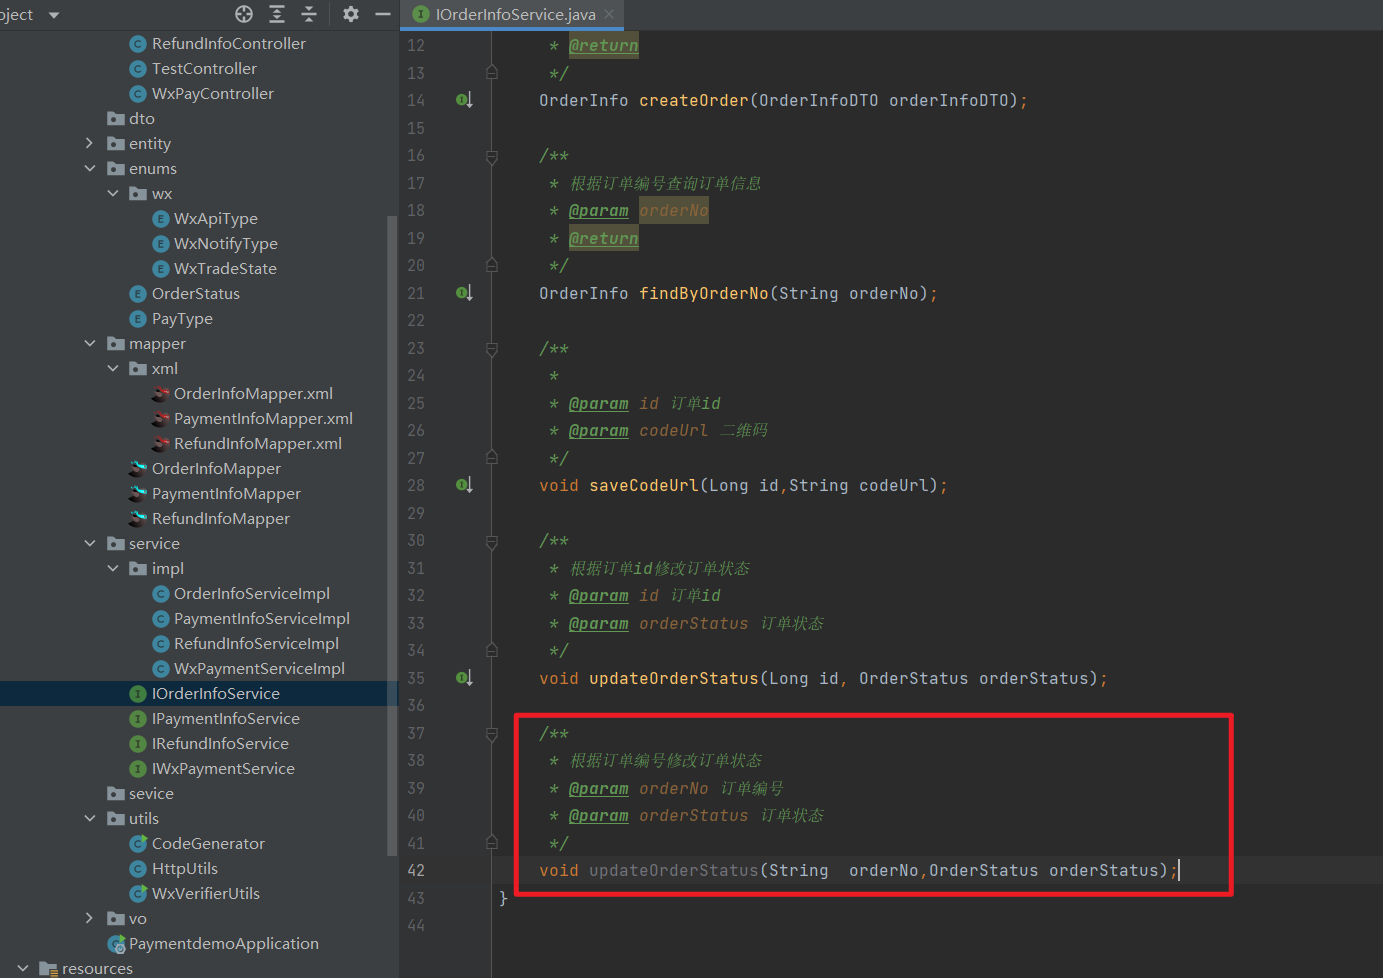 oject
RefundInfoController
TestController
WxPayController
dto
entity
enums
wx
WxApiType
WxNotifyType
WxTradeState
OrderStatus
PayType
mapper
xml
OrderInfoMapper.xml
PaymentInfoMapper.xml
RefundInfoMapper.xml
OrderInfoMapper
PaymentInfoMapper
RefundInfoMapper
service
impl
OrderInfoServiceImpl
PaymentInfoServiceImpl
RefundInfoServiceImpl
WxPaymentServiceImpl
IOrderInfoService
IPaymentInfoService
IRefundInfoService
IWxPaymentService
sevice
utils
CodeGenerator
HttpUtils
WxVerifierUtils
vo
PaymentdemoApplication
resources
IOrderInfoService.java
12 * @return
13 */
14 OrderInfo createOrder(OrderInfoDTO orderInfoDTO);
15
16 /**
17 * 根据订单编号查询订单信息
18 * @param orderNo
19 * @return
20 */
21 OrderInfo findByOrderNo(String orderNo);
22
23 /**
24 *
25 * @param id 订单id
26 * @param codeUrl 二维码
27 */
28 void saveCodeUrl(Long id,String codeUrl);
29
30 /**
31 * 根据订单id修改订单状态
32 * @param id 订单id
33 * @param orderStatus 订单状态
34 */
35 void updateOrderStatus(Long id, OrderStatus orderStatus);
36
37 /**
38 * 根据订单编号修改订单状态
39 * @param orderNo 订单编号
40 * @param orderStatus 订单状态
41 */
42 void updateOrderStatus(String  orderNo,OrderStatus orderStatus);
43 }
44